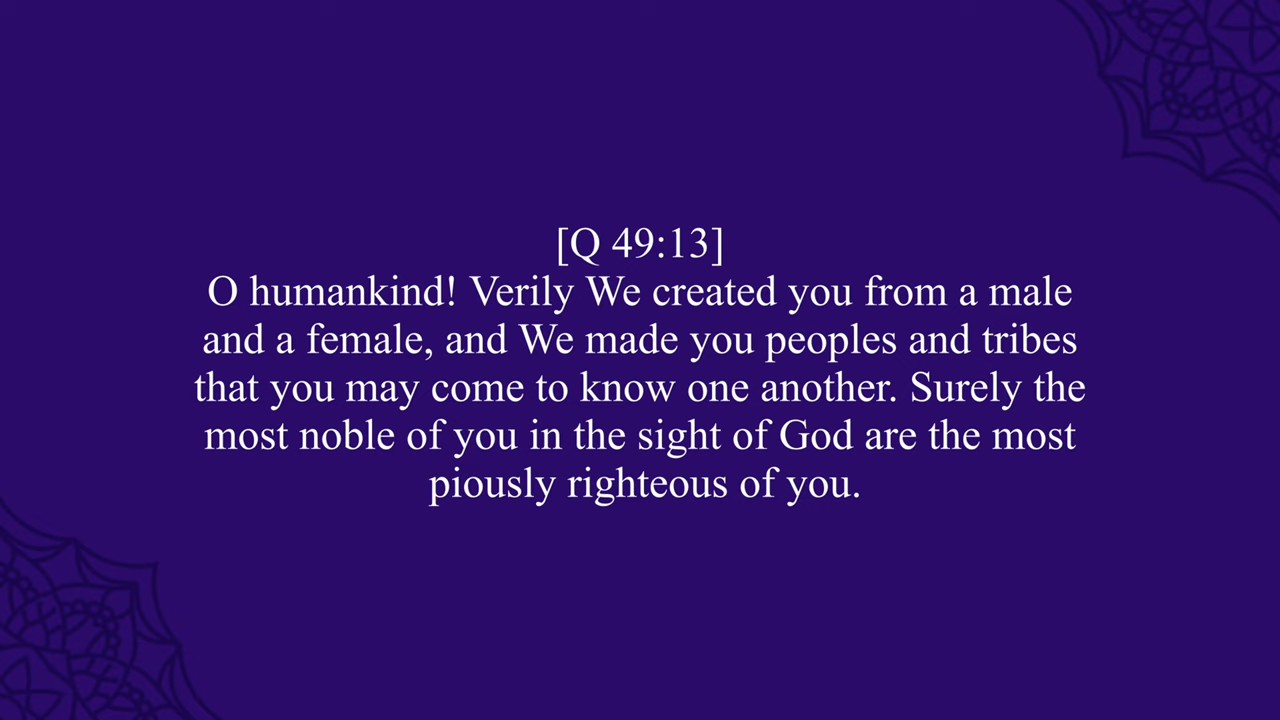 [Q 49:13]
O humankind! Verily We created you from a male
and a female, and We made you peoples and tribes
that you may come to know one another. Surely the
most noble of you in the sight of God are the most
piously righteous of you.